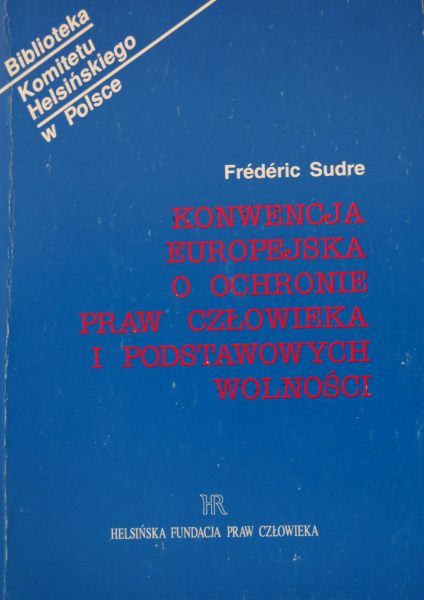 Biblioteka
Komitetu
Helsińskiego
w Polsce
Frédéric Sudre
KONWENCJA
EUROPEJSKA
O OCHRONIE
PRAW CZŁOWIEKA
I PODSTAWOWYCH
WOLNOŚCI
HR
HELSIŃSKA FUNDACJA PRAW CZŁOWIEKA